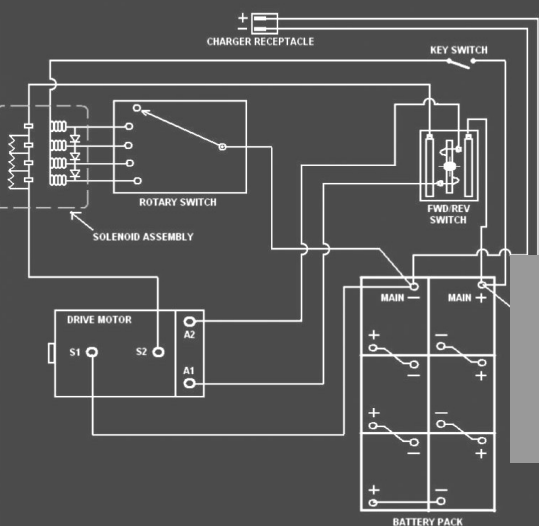 +
−
CHARGER RECEPTACLE
KEY SWITCH
ROTARY SWITCH
FWD/REV
SWITCH
SOLENOID ASSEMBLY
MAIN −
MAIN +
DRIVE MOTOR
A2
S1
S2
A1
+
−
−
+
+
−
−
+
+
−
BATTERY PACK